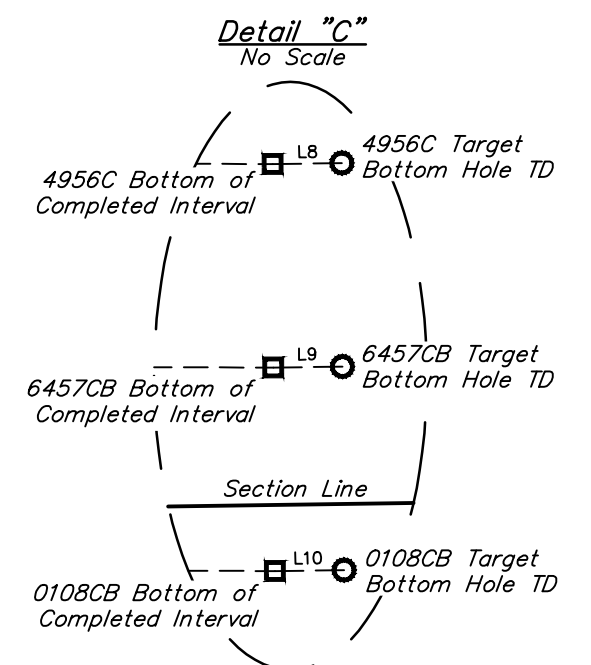 Detail "C"
No Scale
L8
4956C Target
Bottom Hole TD
4956C Bottom of
Completed Interval
L9
6457CB Target
Bottom Hole TD
6457CB Bottom of
Completed Interval
Section Line
L10
0108CB Target
Bottom Hole TD
0108CB Bottom of
Completed Interval